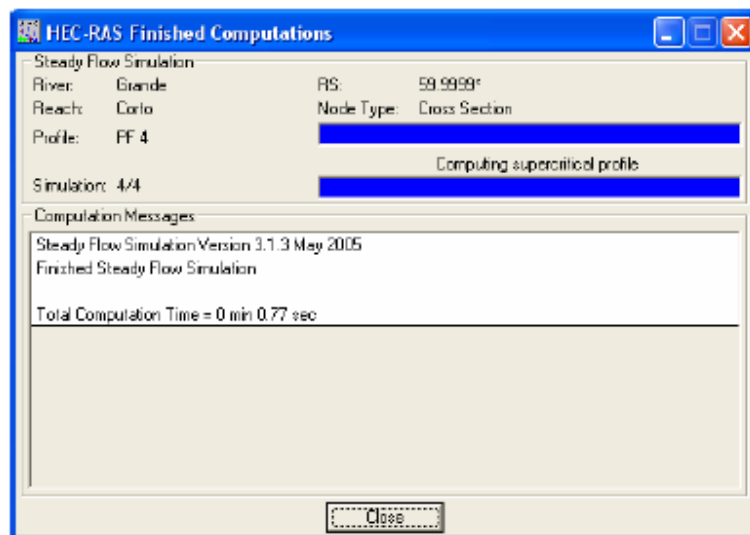 HEC-RAS Finished Computations
Steady Flow Simulation
River: Grande RS: 59.9999*
Reach: Corto Node Type: Cross Section
Profile: PF 4
Computing supercritical profile
Simulation: 4/4
Computation Messages
Steady Flow Simulation Version 3.1.3 May 2005
Finished Steady Flow Simulation
Total Computation Time = 0 min 0.77 sec
Close